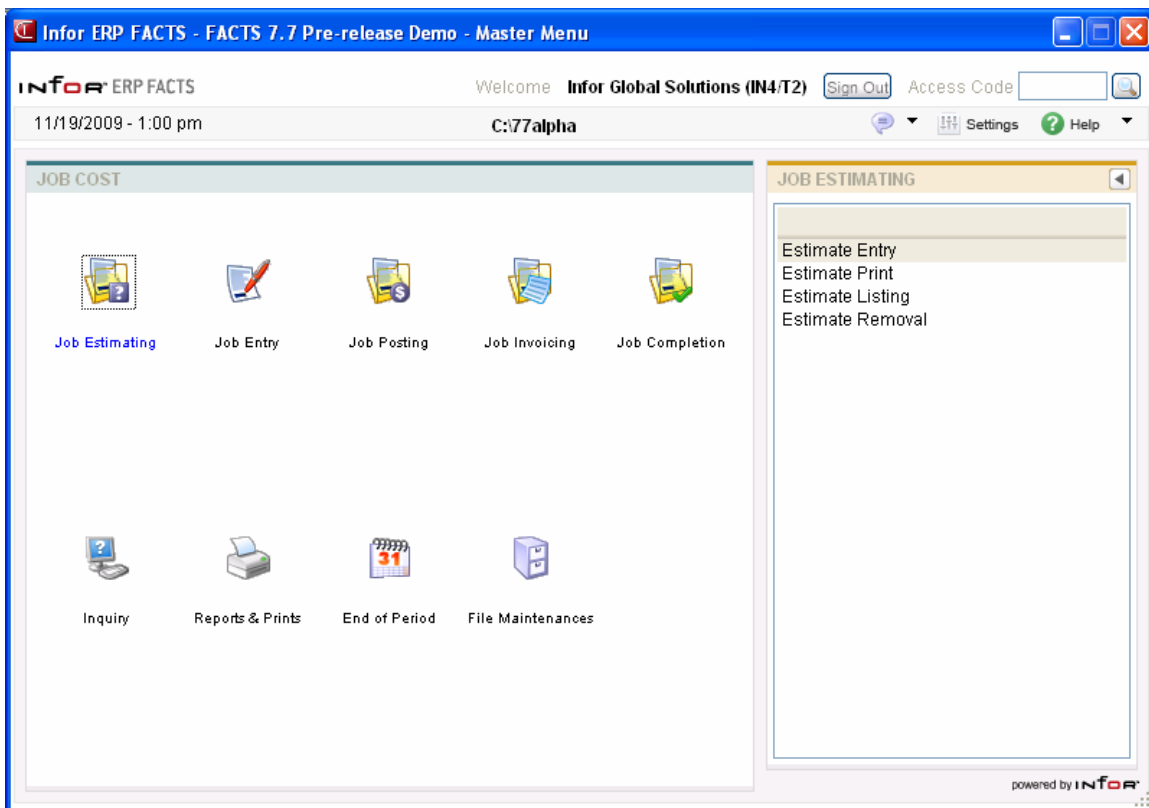 Infor ERP FACTS - FACTS 7.7 Pre-release Demo - Master Menu
infor ERP FACTS Welcome Infor Global Solutions (IN4/T2) Sign Out Access Code
11/19/2009 - 1:00 pm C:\77alpha Settings ? Help
JOB COST
JOB ESTIMATING
Estimate Entry
Estimate Print
Estimate Listing
Estimate Removal
Job Estimating Job Entry Job Posting Job Invoicing Job Completion
31
Inquiry Reports & Prints End of Period File Maintenances
powered by infor